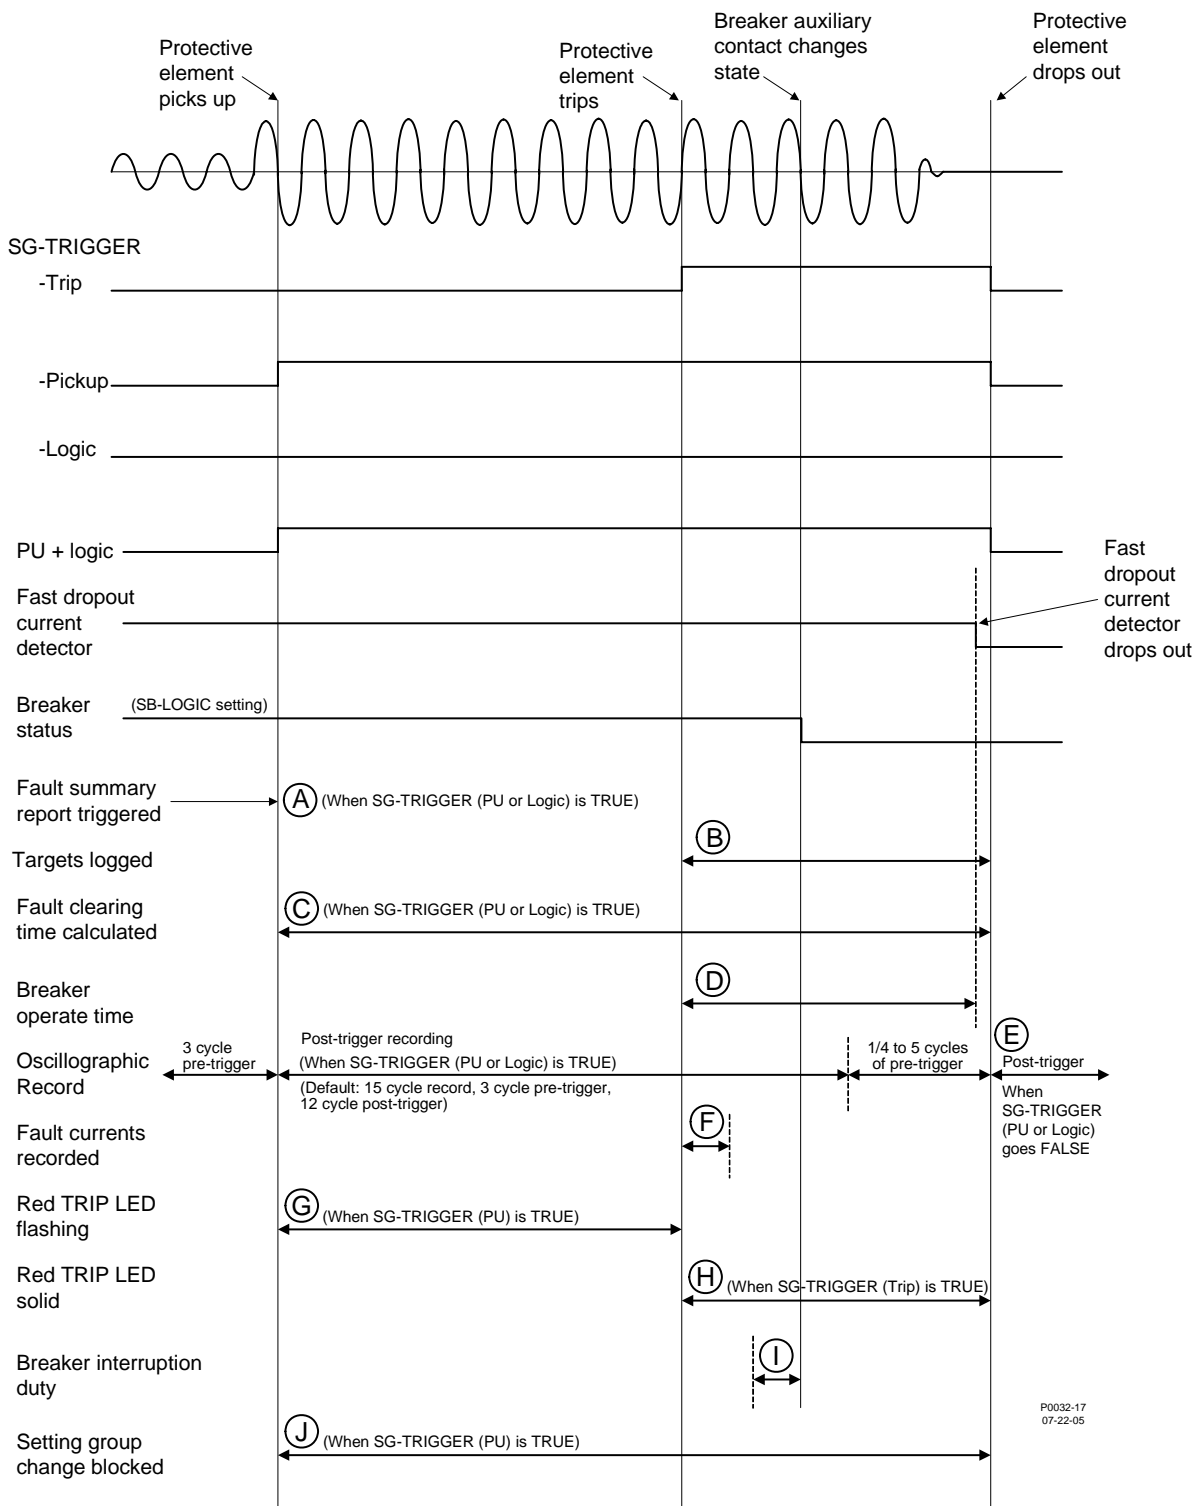 Protective
element
picks up
Protective
element
trips
Breaker auxiliary
contact changes
state
Protective
element
drops out
SG-TRIGGER
-Trip
-Pickup
-Logic
PU + logic
Fast dropout
current
detector
Fast
dropout
current
detector
drops out
Breaker
status
(SB-LOGIC setting)
Fault summary
report triggered
A (When SG-TRIGGER (PU or Logic) is TRUE)
Targets logged
B
Fault clearing
time calculated
C (When SG-TRIGGER (PU or Logic) is TRUE)
Breaker
operate time
D
Oscillographic
Record
3 cycle
pre-trigger
Post-trigger recording
(When SG-TRIGGER (PU or Logic) is TRUE)
(Default: 15 cycle record, 3 cycle pre-trigger,
12 cycle post-trigger)
1/4 to 5 cycles
of pre-trigger
E
Post-trigger
When
SG-TRIGGER
(PU or Logic)
goes FALSE
Fault currents
recorded
F
Red TRIP LED
flashing
G (When SG-TRIGGER (PU) is TRUE)
Red TRIP LED
solid
H (When SG-TRIGGER (Trip) is TRUE)
Breaker interruption
duty
I
P0032-17
07-22-05
Setting group
change blocked
J (When SG-TRIGGER (PU) is TRUE)